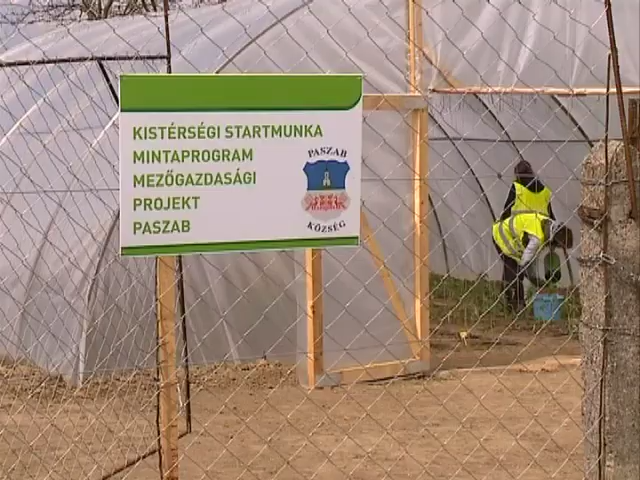 KISTÉRSÉGI STARTMUNKA
MINTAPROGRAM
MEZŐGAZDASÁGI
PROJEKT
PASZAB
PASZAB
KÖZSÉG